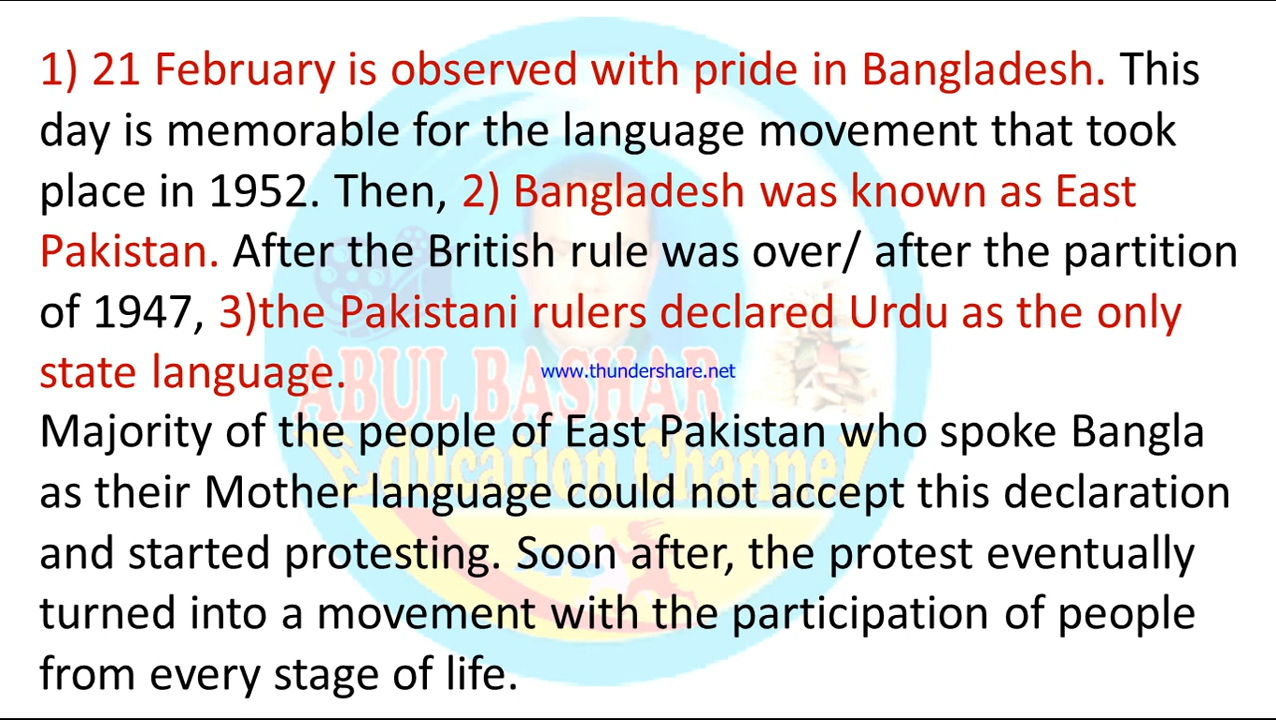 1) 21 February is observed with pride in Bangladesh. This
day is memorable for the language movement that took
place in 1952. Then, 2) Bangladesh was known as East
Pakistan. After the British rule was over/ after the partition
of 1947, 3)the Pakistani rulers declared Urdu as the only
state language.
www.thundershare.net
ABUL BASHAR
Majority of the people of East Pakistan who spoke Bangla
Education Channel
as their Mother language could not accept this declaration
and started protesting. Soon after, the protest eventually
turned into a movement with the participation of people
from every stage of life.